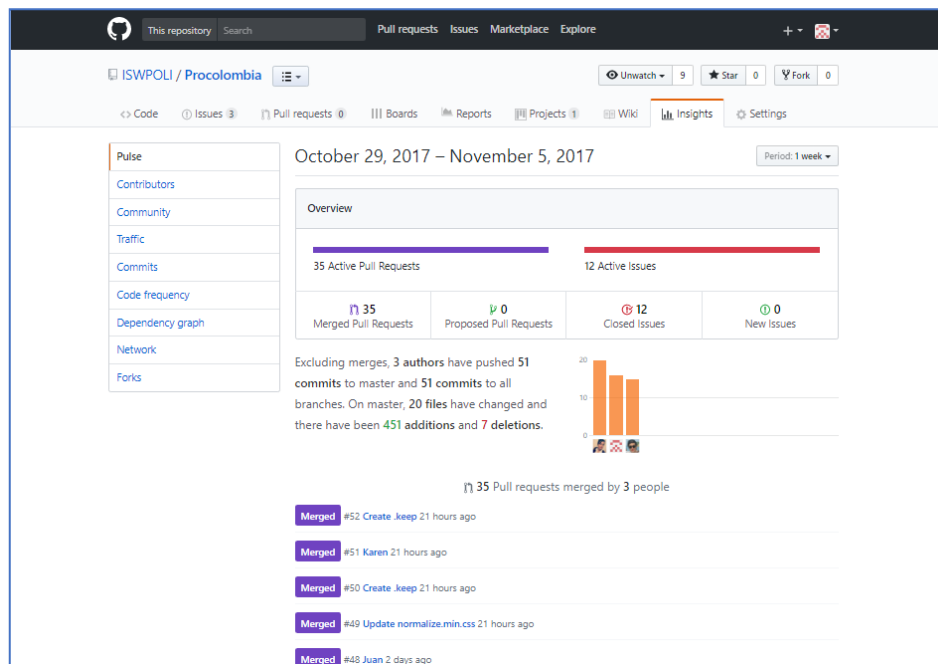 This repository Search Pull requests Issues Marketplace Explore
ISWPOLI / Procolombia Unwatch 9 Star 0 Fork 0
Code Issues 3 Pull requests 0 Boards Reports Projects 1 Wiki Insights Settings
Pulse
Contributors
Community
Traffic
Commits
Code frequency
Dependency graph
Network
Forks
October 29, 2017 – November 5, 2017 Period: 1 week
Overview
35 Active Pull Requests 12 Active Issues
35 0 12 0
Merged Pull Requests Proposed Pull Requests Closed Issues New Issues
Excluding merges, 3 authors have pushed 51
commits to master and 51 commits to all
branches. On master, 20 files have changed and
there have been 451 additions and 7 deletions.
20
10
0
35 Pull requests merged by 3 people
Merged #52 Create .keep 21 hours ago
Merged #51 Karen 21 hours ago
Merged #50 Create .keep 21 hours ago
Merged #49 Update normalize.min.css 21 hours ago
Merged #48 Juan 2 days ago